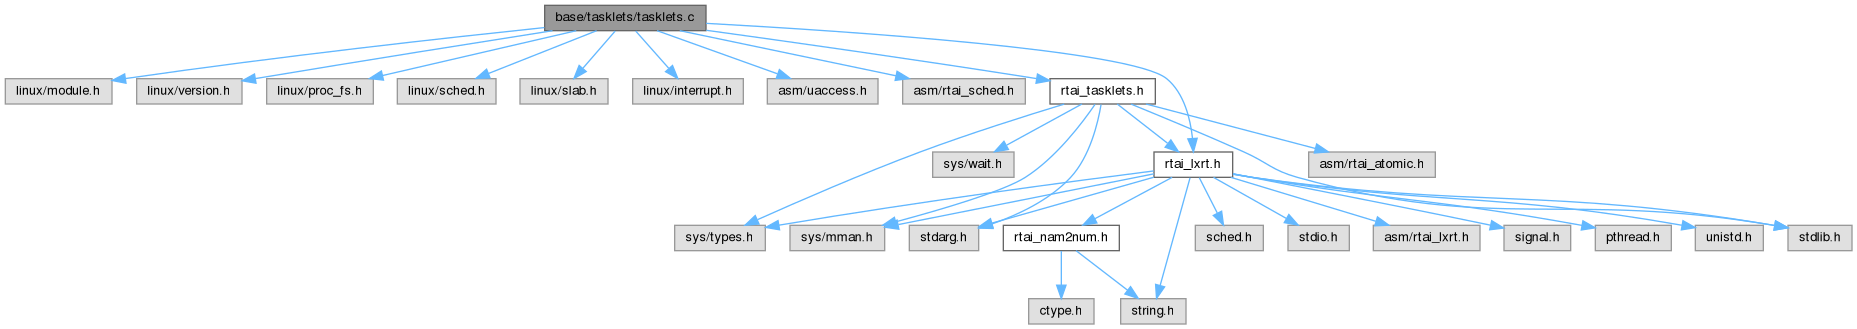 base/tasklets/tasklets.c
linux/module.h
linux/version.h
linux/proc_fs.h
linux/sched.h
linux/slab.h
linux/interrupt.h
asm/uaccess.h
asm/rtai_sched.h
rtai_tasklets.h
sys/wait.h
rtai_lxrt.h
asm/rtai_atomic.h
sys/types.h
sys/mman.h
stdarg.h
rtai_nam2num.h
sched.h
stdio.h
asm/rtai_lxrt.h
signal.h
pthread.h
unistd.h
stdlib.h
ctype.h
string.h